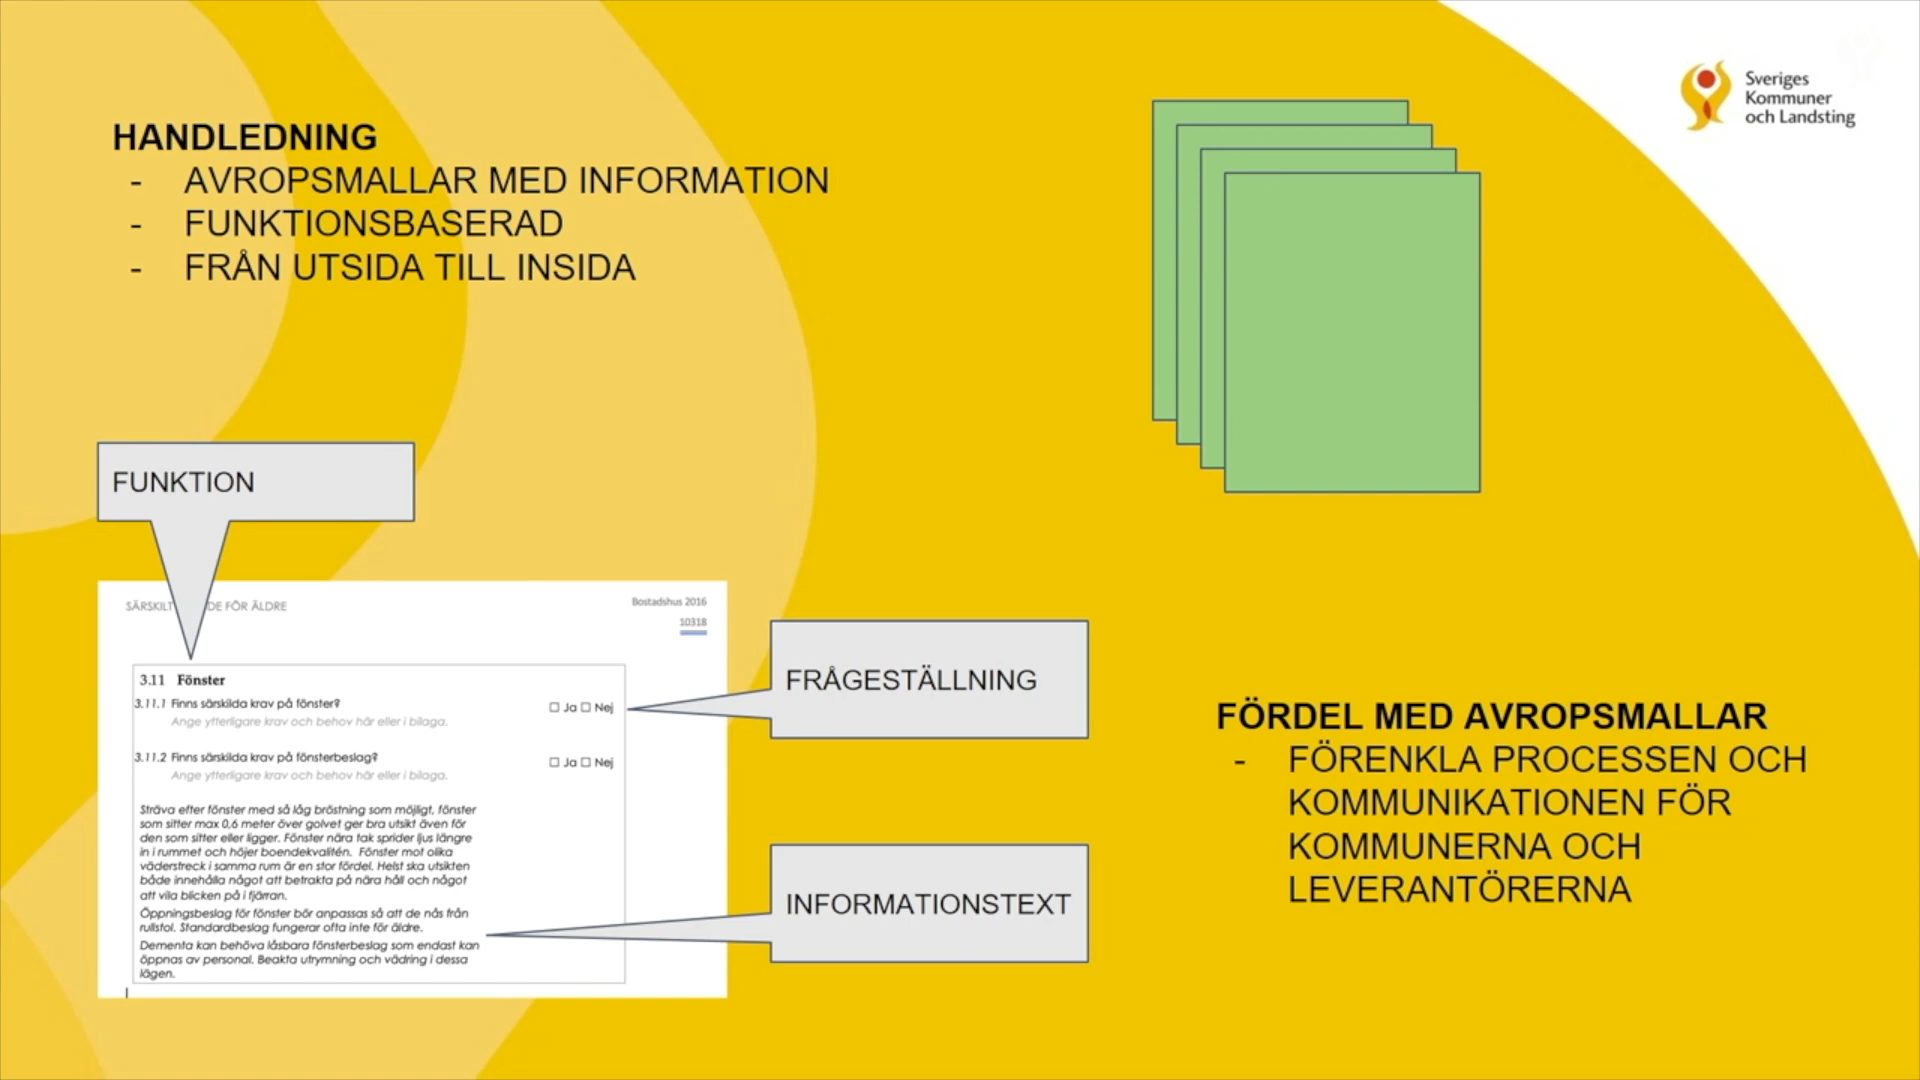 Sveriges
Kommuner
och Landsting
HANDLEDNING
- AVROPSMALLAR MED INFORMATION
- FUNKTIONSBASERAD
- FRÅN UTSIDA TILL INSIDA
FUNKTION
SÄRSKILT DE FÖR ÄLDRE
Bostadshus 2016
10318
3.11 Fönster
3.11.1 Finns särskilda krav på fönster?
☐ Ja ☐ Nej
Ange ytterligare krav och behov här eller i bilaga.
3.11.2 Finns särskilda krav på fönsterbeslag?
☐ Ja ☐ Nej
Ange ytterligare krav och behov här eller i bilaga.
Sträva efter fönster med så låg bröstning som möjligt, fönster
som sitter max 0,6 meter över golvet ger bra utsikt även för
den som sitter eller ligger. Fönster nära tak sprider ljus längre
in i rummet och höjer boendekvalitén. Fönster mot olika
väderstreck i samma rum är en stor fördel. Helst ska utsikten
både innehålla något att betrakta på nära håll och något
att vila blicken på i fjärran.
Öppningsbeslag för fönster bör anpassas så att de nås från
rullstol. Standardbeslag fungerar ofta inte för äldre.
Dementa kan behöva låsbara fönsterbeslag som endast kan
öppnas av personal. Beakta utrymning och vädring i dessa
lägen.
FRÅGESTÄLLNING
INFORMATIONSTEXT
FÖRDEL MED AVROPSMALLAR
- FÖRENKLA PROCESSEN OCH
KOMMUNIKATIONEN FÖR
KOMMUNERNA OCH
LEVERANTÖRERNA